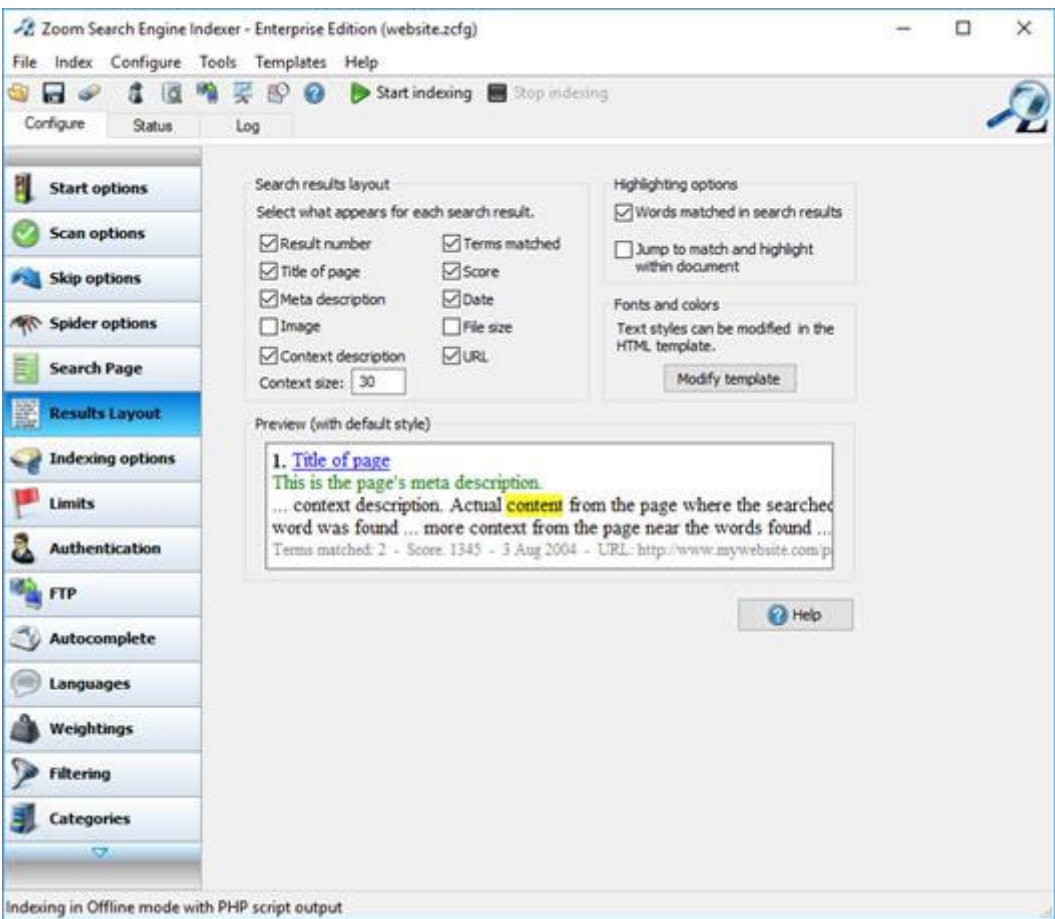 Zoom Search Engine Indexer - Enterprise Edition (website.zcfg)
File Index Configure Tools Templates Help
Start indexing Stop indexing
Configure Status Log
Start options
Scan options
Skip options
Spider options
Search Page
Results Layout
Indexing options
Limits
Authentication
FTP
Autocomplete
Languages
Weightings
Filtering
Categories
Search results layout
Select what appears for each search result.
Result number Terms matched
Title of page Score
Meta description Date
Image File size
Context description URL
Context size: 30
Highlighting options
Words matched in search results
Jump to match and highlight
within document
Fonts and colors
Text styles can be modified in the
HTML template.
Modify template
Preview (with default style)
1. Title of page
This is the page's meta description.
... context description. Actual content from the page where the searched
word was found ... more context from the page near the words found ...
Terms matched: 2 - Score: 1345 - 3 Aug 2004 - URL: http://www.mywebsite.com/p
Help
Indexing in Offline mode with PHP script output